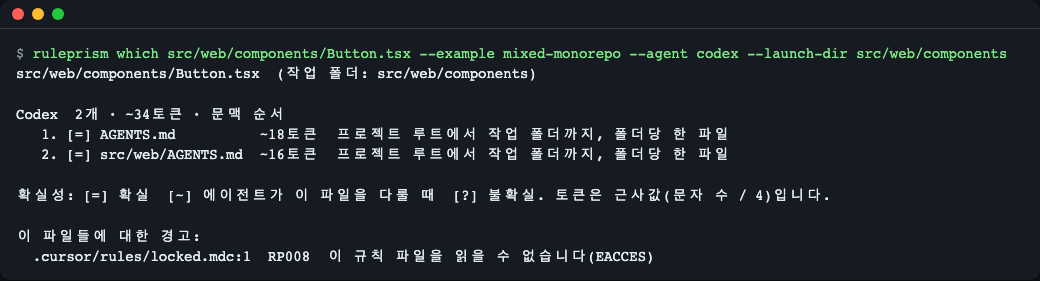 $ ruleprism which src/web/components/Button.tsx --example mixed-monorepo --agent codex --launch-dir src/web/components
src/web/components/Button.tsx (작업 폴더: src/web/components)
Codex 2개 · ~34토큰 · 문맥 순서
1. [=] AGENTS.md ~18토큰 프로젝트 루트에서 작업 폴더까지, 폴더당 한 파일
2. [=] src/web/AGENTS.md ~16토큰 프로젝트 루트에서 작업 폴더까지, 폴더당 한 파일
확실성: [=] 확실 [~] 에이전트가 이 파일을 다룰 때 [?] 불확실. 토큰은 근사값(문자 수 / 4)입니다.
이 파일들에 대한 경고:
.cursor/rules/locked.mdc:1 RP008 이 규칙 파일을 읽을 수 없습니다(EACCES)